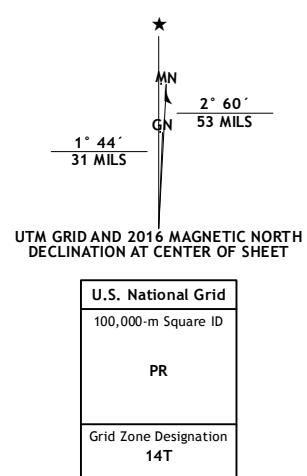 ★
MN
GN
2° 60´
53 MILS
1° 44´
31 MILS
UTM GRID AND 2016 MAGNETIC NORTH
DECLINATION AT CENTER OF SHEET
U.S. National Grid
100,000-m Square ID
PR
Grid Zone Designation
14T